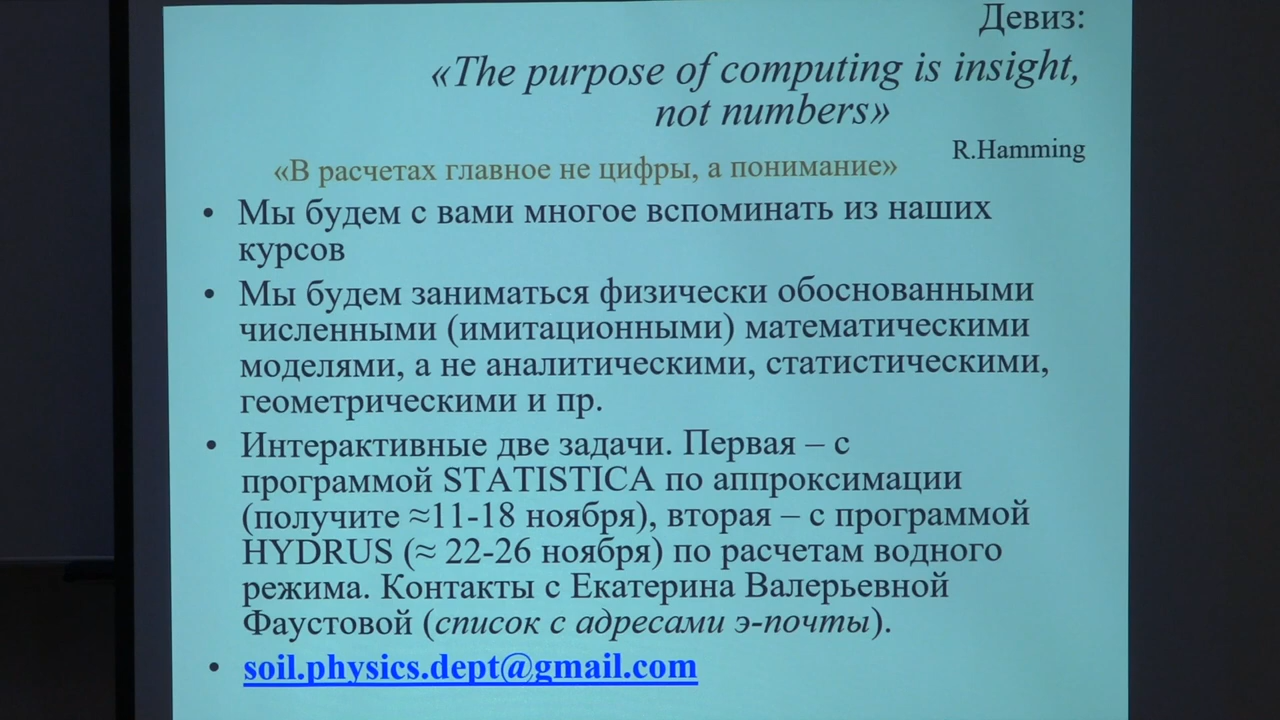 Девиз:
«The purpose of computing is insight,
not numbers»
R.Hamming
«В расчетах главное не цифры, а понимание»
• Мы будем с вами многое вспоминать из наших
курсов
• Мы будем заниматься физически обоснованными
численными (имитационными) математическими
моделями, а не аналитическими, статистическими,
геометрическими и пр.
• Интерактивные две задачи. Первая – с
программой STATISTICA по аппроксимации
(получите ≈11-18 ноября), вторая – с программой
HYDRUS (≈ 22-26 ноября) по расчетам водного
режима. Контакты с Екатерина Валерьевной
Фаустовой (список с адресами э-почты).
• soil.physics.dept@gmail.com